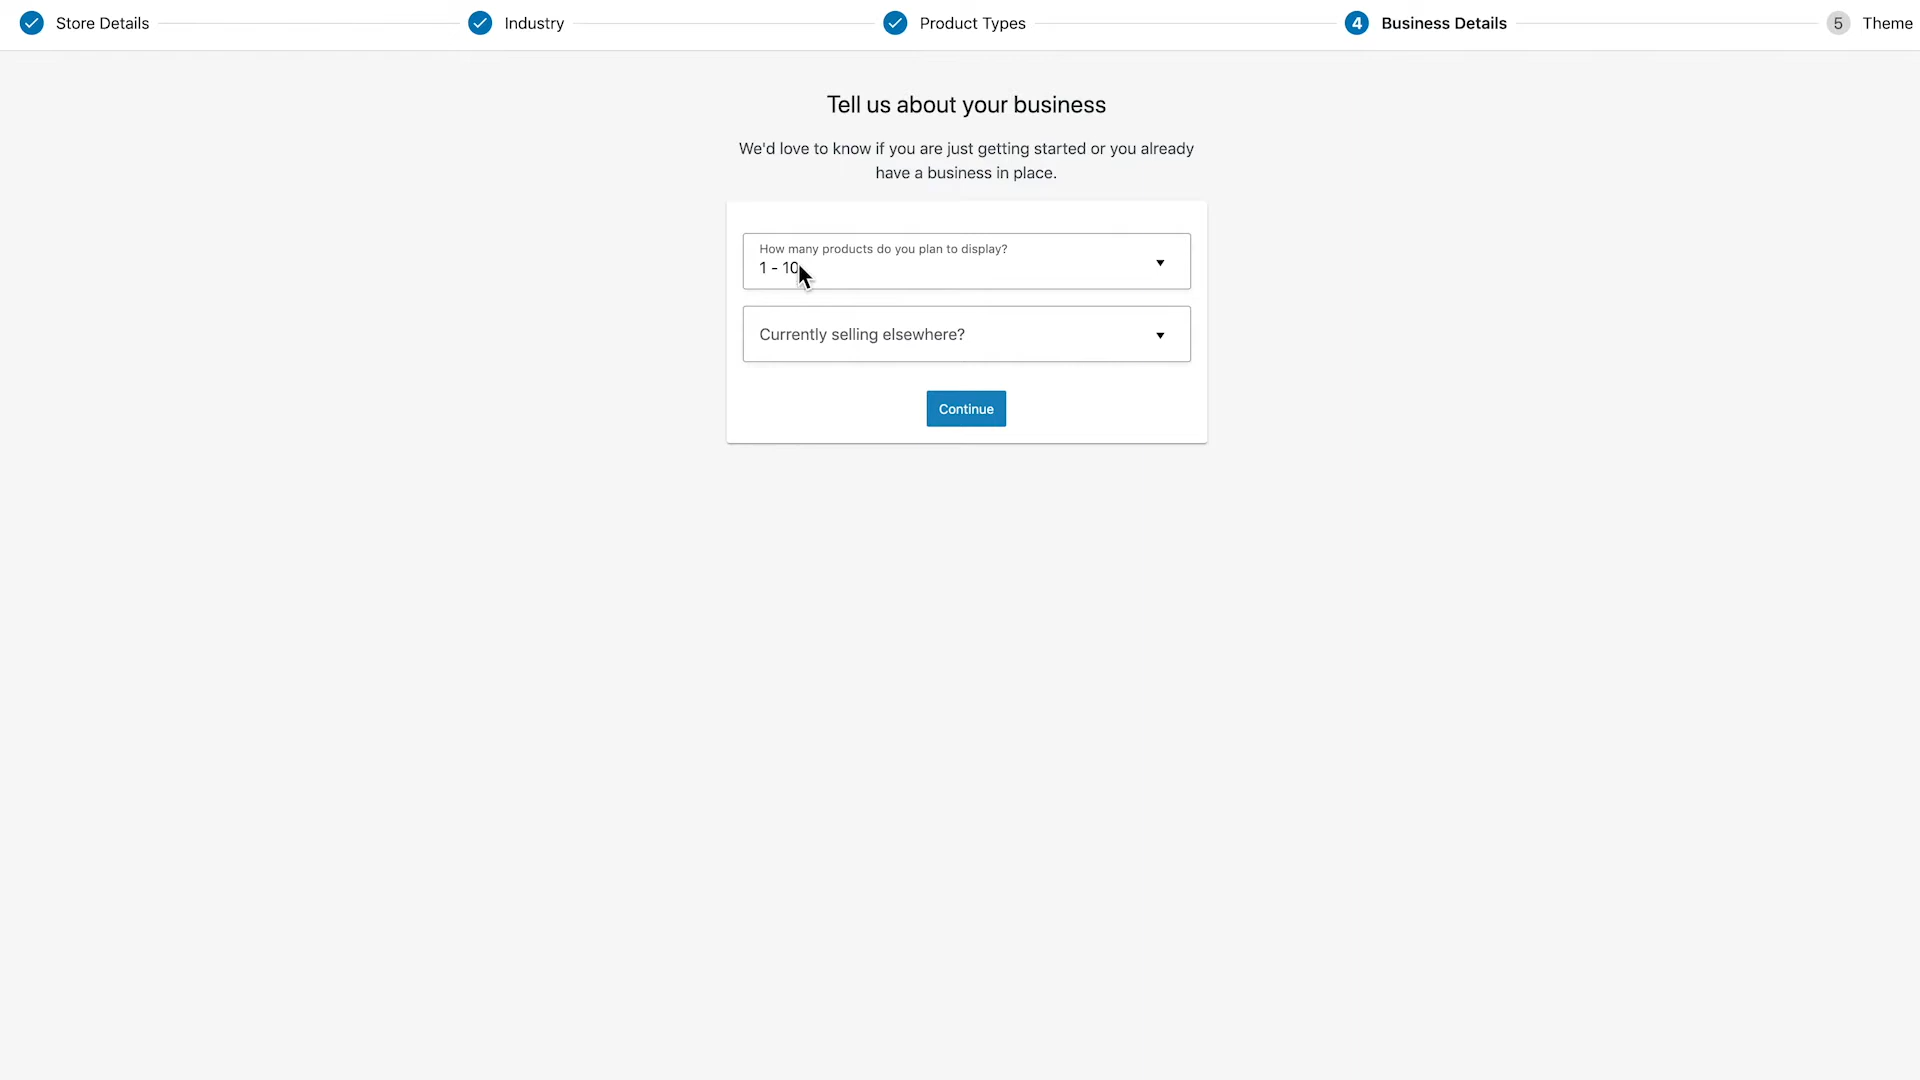 Store Details
Industry
Product Types
4 Business Details
5 Theme
Tell us about your business
We'd love to know if you are just getting started or you already
have a business in place.
How many products do you plan to display?
1 - 10
Currently selling elsewhere?
Continue